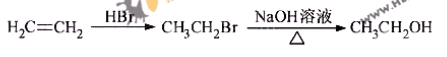 H₂C=CH₂ —HBr→ CH₃CH₂Br —NaOH溶液/△→ CH₃CH₂OH